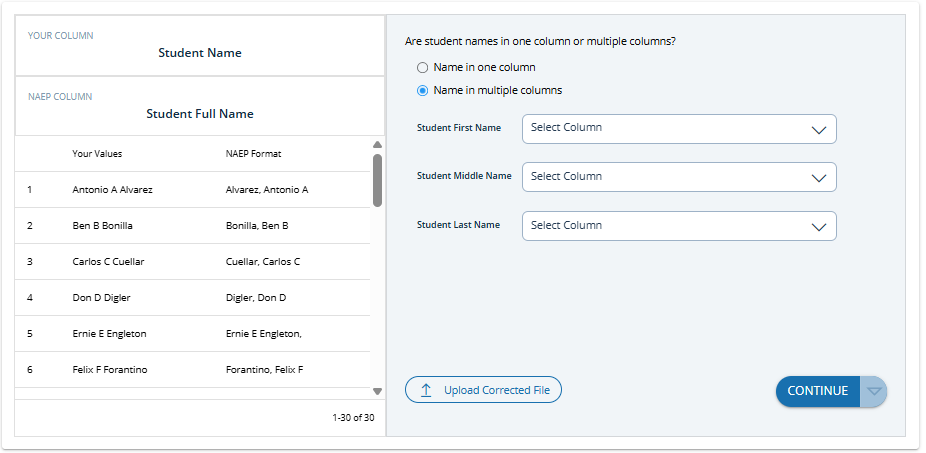 YOUR COLUMN
Student Name
NAEP COLUMN
Student Full Name
Your Values NAEP Format
1 Antonio A Alvarez Alvarez, Antonio A
2 Ben B Bonilla Bonilla, Ben B
3 Carlos C Cuellar Cuellar, Carlos C
4 Don D Digler Digler, Don D
5 Ernie E Engleton Ernie E Engleton,
6 Felix F Forantino Forantino, Felix F
1-30 of 30
Are student names in one column or multiple columns?
Name in one column
Name in multiple columns
Student First Name Select Column
Student Middle Name Select Column
Student Last Name Select Column
Upload Corrected File
CONTINUE